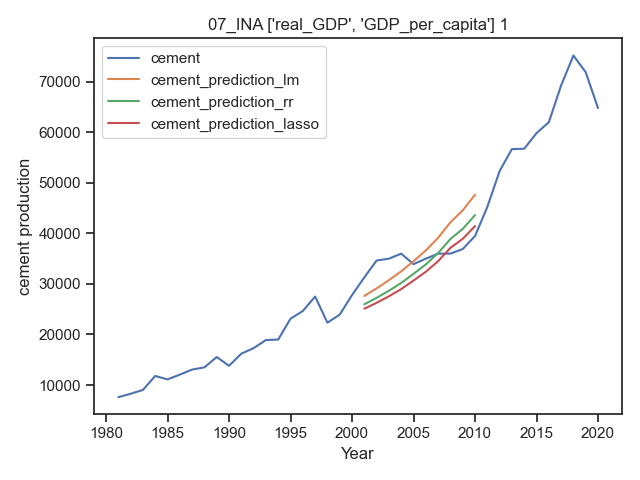 07_INA ['real_GDP', 'GDP_per_capita'] 1
cement
cement_prediction_lm
cement_prediction_rr
cement_prediction_lasso
cement production
70000
60000
50000
40000
30000
20000
10000
1980 1985 1990 1995 2000 2005 2010 2015 2020
Year